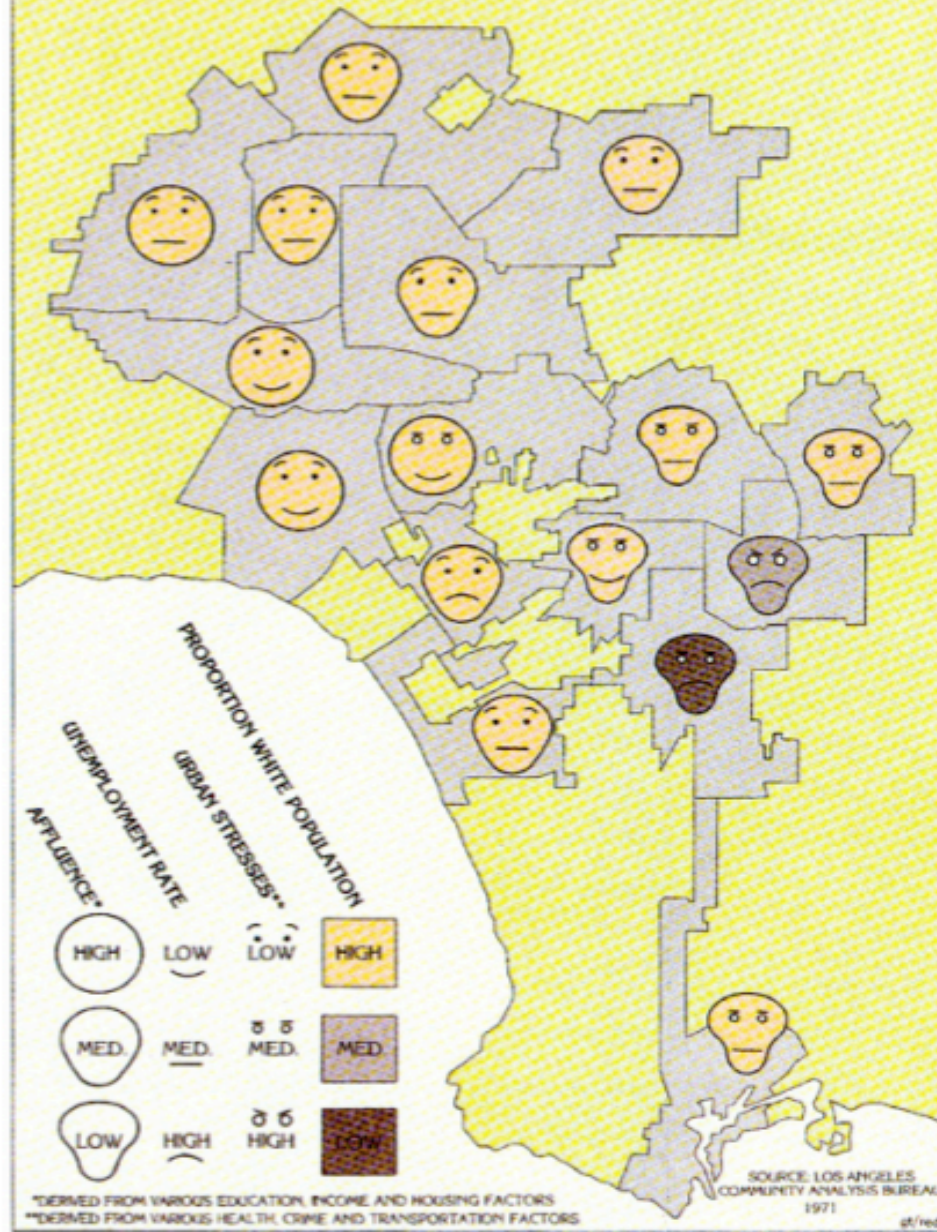 AFFLUENCE*
UNEMPLOYMENT RATE
URBAN STRESSES**
PROPORTION WHITE POPULATION
HIGH LOW LOW HIGH
MED. MED. MED. MED.
LOW HIGH HIGH LOW
*DERIVED FROM VARIOUS EDUCATION, INCOME AND HOUSING FACTORS
**DERIVED FROM VARIOUS HEALTH, CRIME AND TRANSPORTATION FACTORS
SOURCE: LOS ANGELES
COMMUNITY ANALYSIS BUREAU
1971